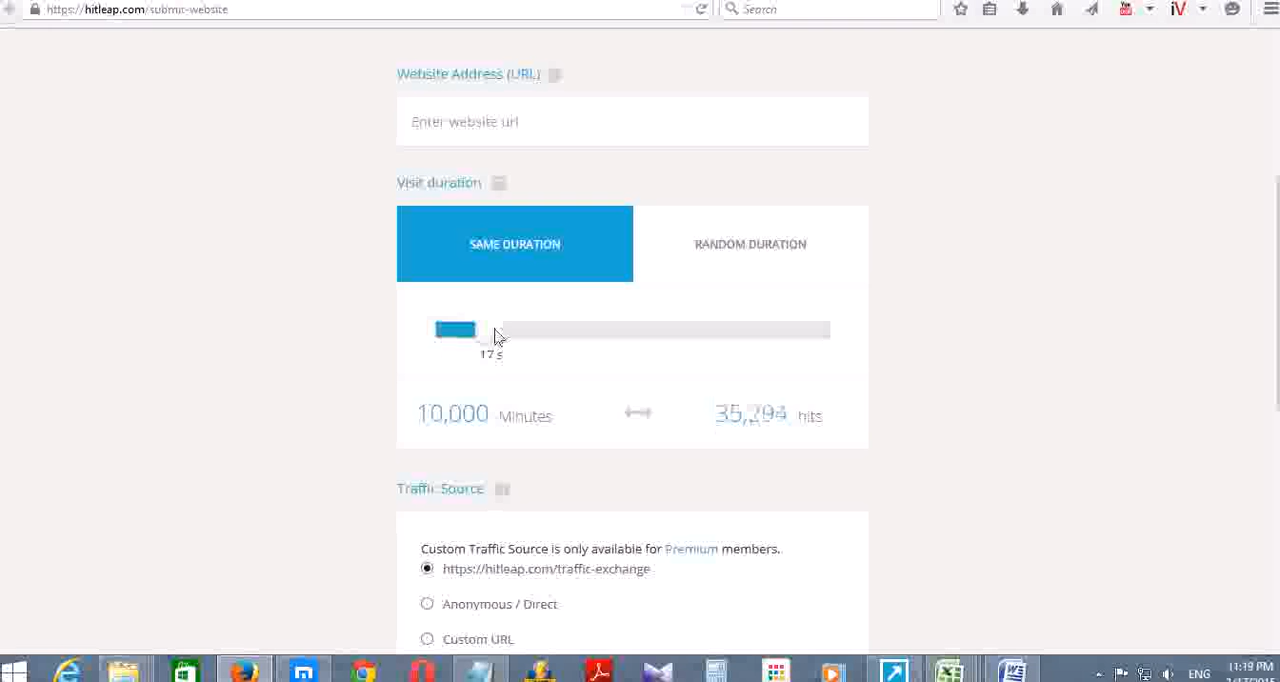 https://hitleap.com/submit-website
Search
Website Address (URL)
Enter website url
Visit duration
SAME DURATION
RANDOM DURATION
17 s
10,000 Minutes
35,294 hits
Traffic Source
Custom Traffic Source is only available for Premium members.
https://hitleap.com/traffic-exchange
Anonymous / Direct
Custom URL
ENG
11:19 PM